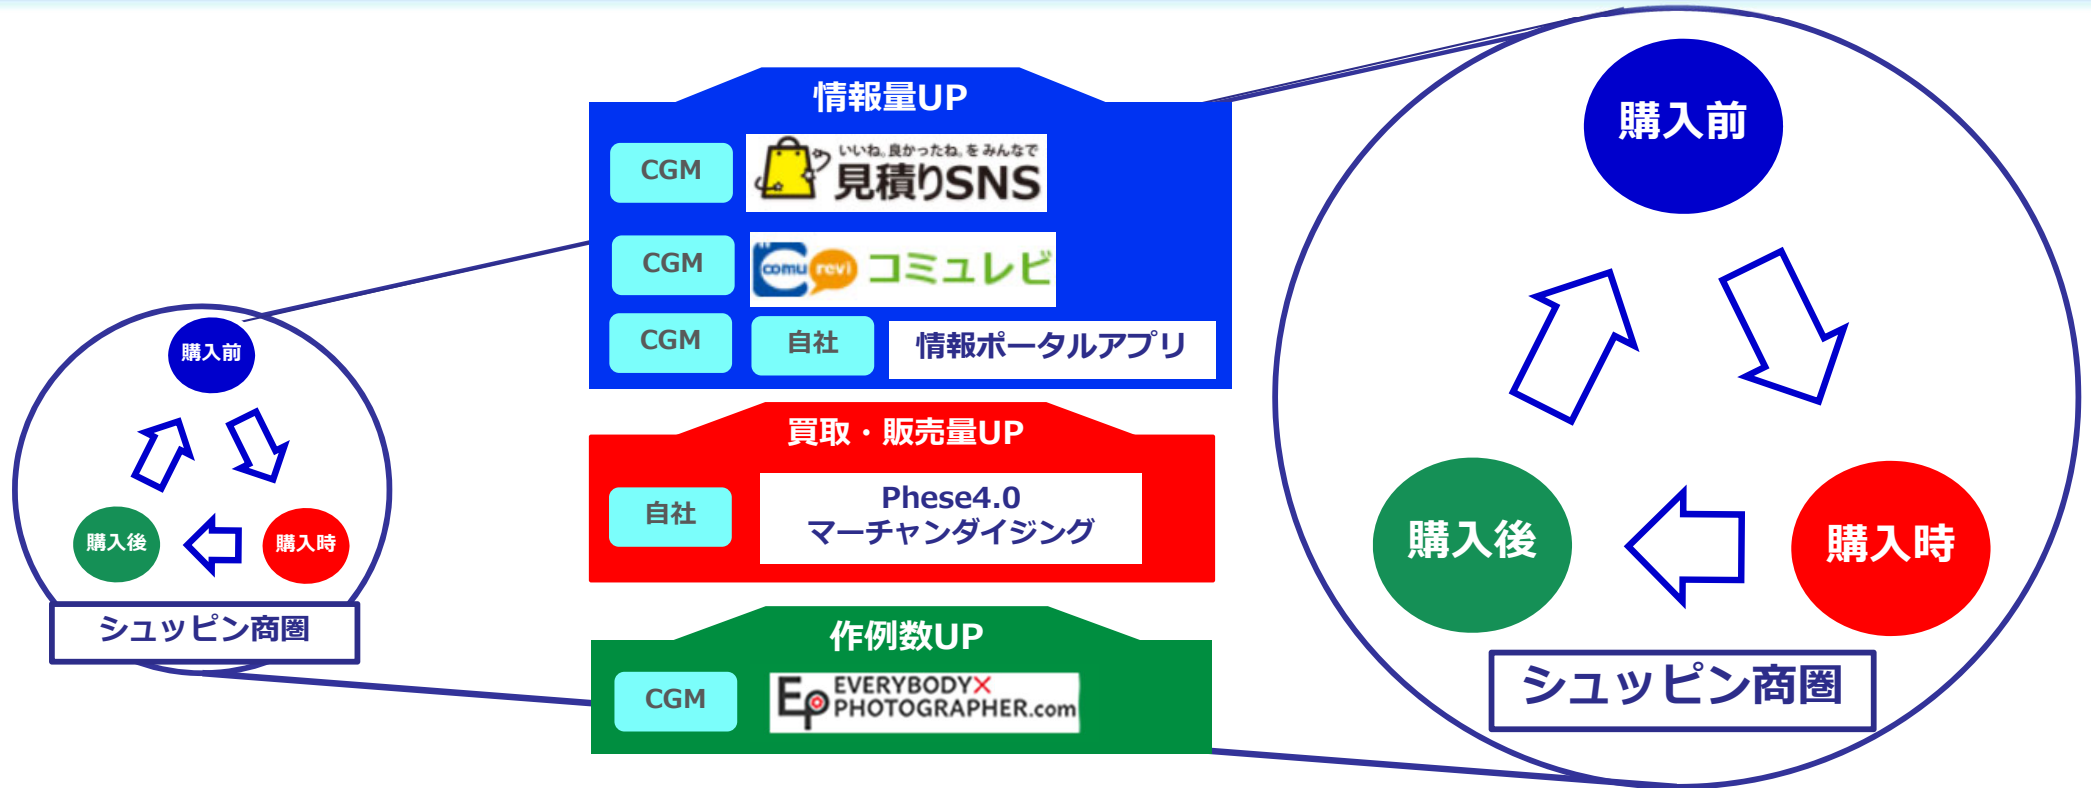 購入前
購入後
購入時
シュッピン商圏
情報量UP
CGM
いいね。良かったね。をみんなで
見積りSNS
CGM
comu revi コミュレビ
CGM
自社
情報ポータルアプリ
買取・販売量UP
自社
Phese4.0
マーチャンダイジング
作例数UP
CGM
Ep
EVERYBODY×
PHOTOGRAPHER.com
購入前
購入後
購入時
シュッピン商圏